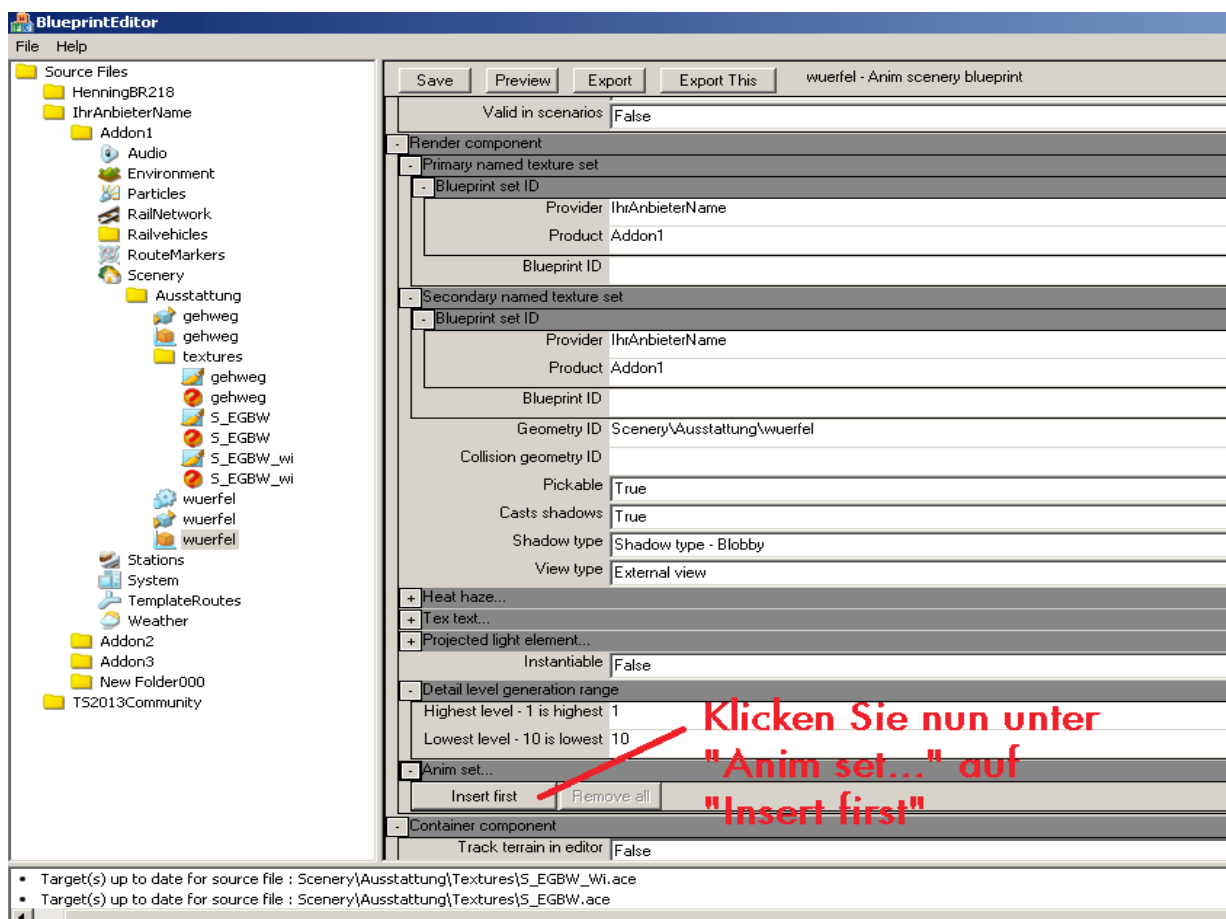 BlueprintEditor
File Help
Source Files
HenningBR218
IhrAnbieterName
Addon1
Audio
Environment
Particles
RailNetwork
Railvehicles
RouteMarkers
Scenery
Ausstattung
gehweg
gehweg
textures
gehweg
gehweg
S_EGBW
S_EGBW
S_EGBW_wi
S_EGBW_wi
wuerfel
wuerfel
wuerfel
Stations
System
TemplateRoutes
Weather
Addon2
Addon3
New Folder000
TS2013Community
Save Preview Export Export This wuerfel - Anim scenery blueprint
Valid in scenarios False
- Render component
- Primary named texture set
- Blueprint set ID
Provider IhrAnbieterName
Product Addon1
Blueprint ID
- Secondary named texture set
- Blueprint set ID
Provider IhrAnbieterName
Product Addon1
Blueprint ID
Geometry ID Scenery\Ausstattung\wuerfel
Collision geometry ID
Pickable True
Casts shadows True
Shadow type Shadow type - Blobby
View type External view
+ Heat haze...
+ Tex text...
+ Projected light element...
Instantiable False
- Detail level generation range
Highest level - 1 is highest 1
Lowest level - 10 is lowest 10
- Anim set...
Insert first Remove all
- Container component
Track terrain in editor False
Klicken Sie nun unter
"Anim set..." auf
"Insert first"
• Target(s) up to date for source file : Scenery\Ausstattung\Textures\S_EGBW_Wi.ace
• Target(s) up to date for source file : Scenery\Ausstattung\Textures\S_EGBW.ace